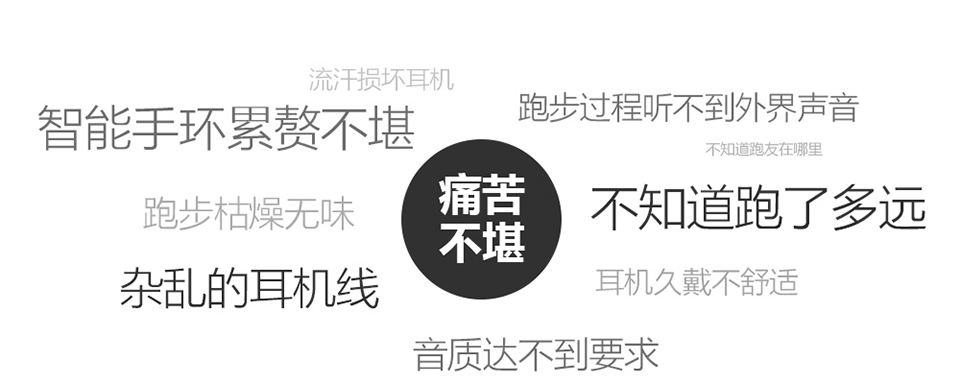 流汗损坏耳机
智能手环累赘不堪
跑步过程听不到外界声音
不知道跑友在哪里
痛苦
不堪
跑步枯燥无味
不知道跑了多远
杂乱的耳机线
耳机久戴不舒适
音质达不到要求